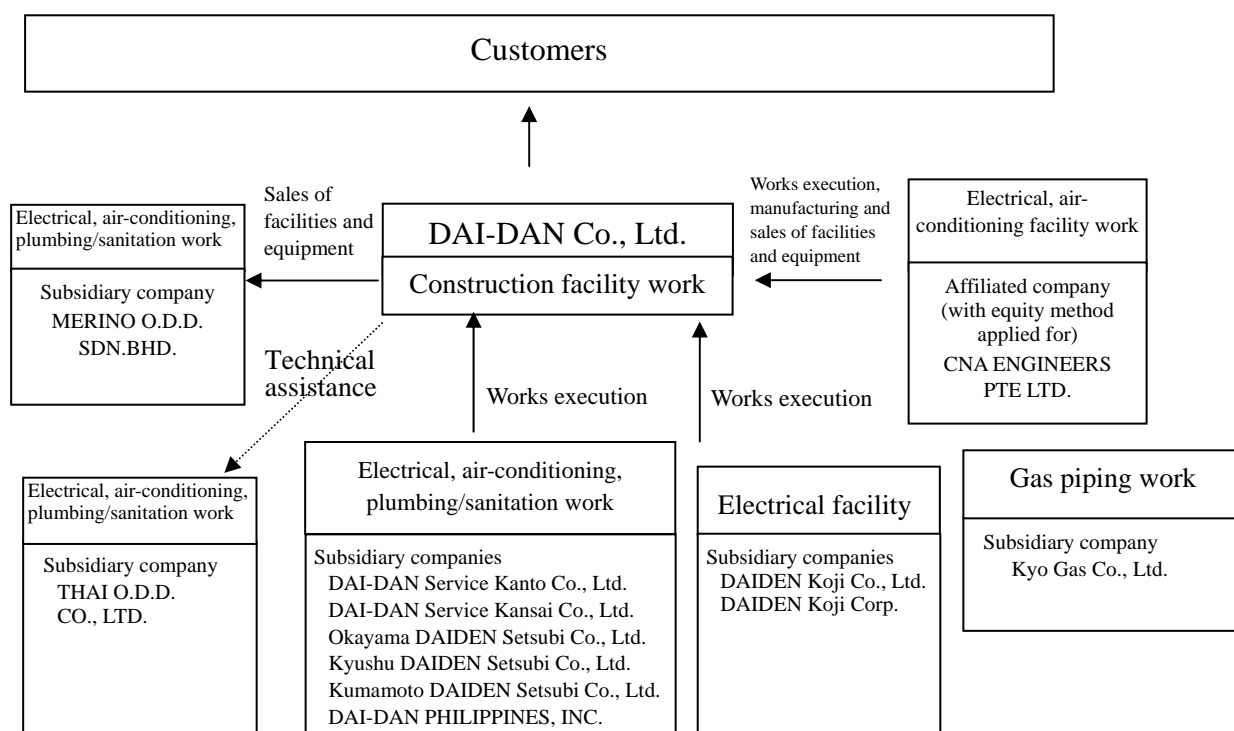 Customers
Sales of
facilities and
equipment
Works execution,
manufacturing and
sales of facilities
and equipment
Electrical, air-conditioning,
plumbing/sanitation work
Subsidiary company
MERINO O.D.D.
SDN.BHD.
DAI-DAN Co., Ltd.
Construction facility work
Electrical, air-
conditioning facility work
Affiliated company
(with equity method
applied for)
CNA ENGINEERS
PTE LTD.
Technical
assistance
Works execution
Works execution
Electrical, air-conditioning,
plumbing/sanitation work
Subsidiary company
THAI O.D.D.
CO., LTD.
Electrical, air-conditioning,
plumbing/sanitation work
Subsidiary companies
DAI-DAN Service Kanto Co., Ltd.
DAI-DAN Service Kansai Co., Ltd.
Okayama DAIDEN Setsubi Co., Ltd.
Kyushu DAIDEN Setsubi Co., Ltd.
Kumamoto DAIDEN Setsubi Co., Ltd.
DAI-DAN PHILIPPINES, INC.
Electrical facility
Subsidiary companies
DAIDEN Koji Co., Ltd.
DAIDEN Koji Corp.
Gas piping work
Subsidiary company
Kyo Gas Co., Ltd.